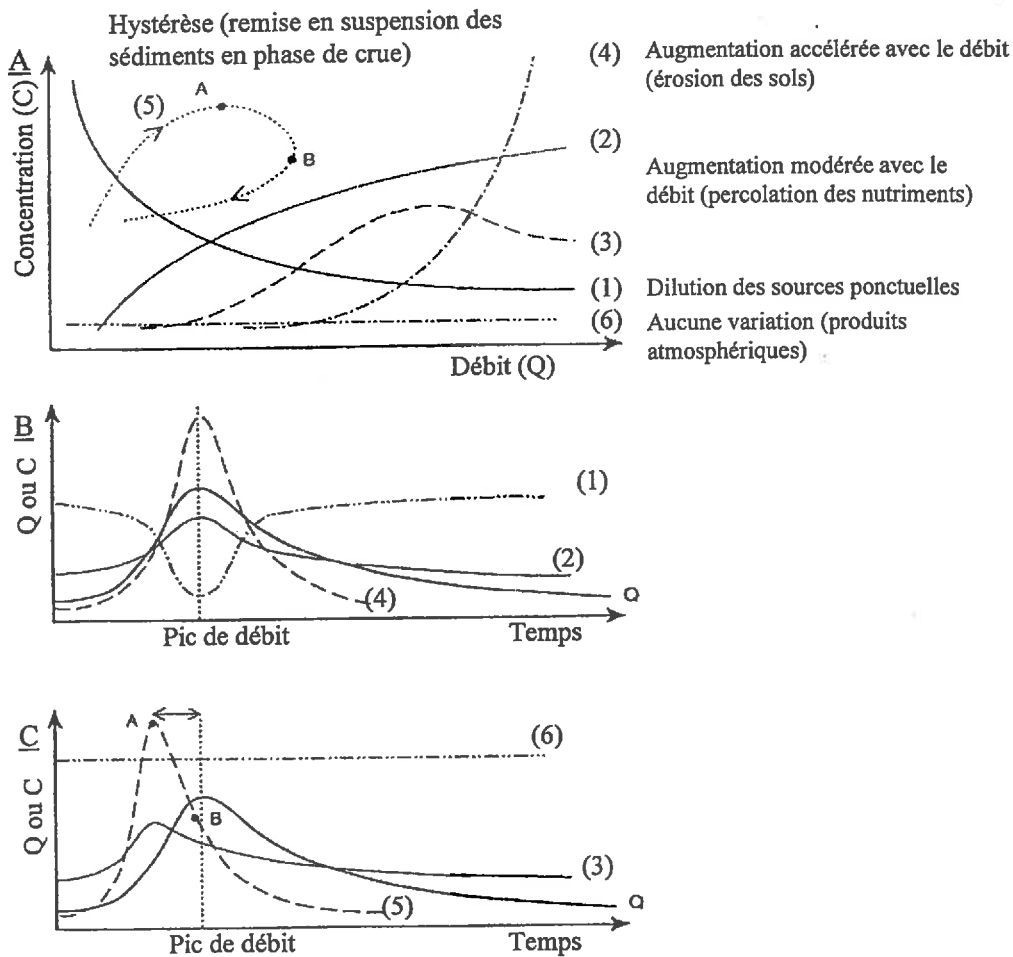 Hystérèse (remise en suspension des
sédiments en phase de crue)
A
Concentration (C)
(5)
A
B
(4) Augmentation accélérée avec le débit
(érosion des sols)
(2)
Augmentation modérée avec le
débit (percolation des nutriments)
(3)
(1) Dilution des sources ponctuelles
(6) Aucune variation (produits
atmosphériques)
Débit (Q)
B
Q ou C
(1)
(2)
Q
(4)
Pic de débit
Temps
C
Q ou C
A
(6)
B
(3)
Q
(5)
Pic de débit
Temps